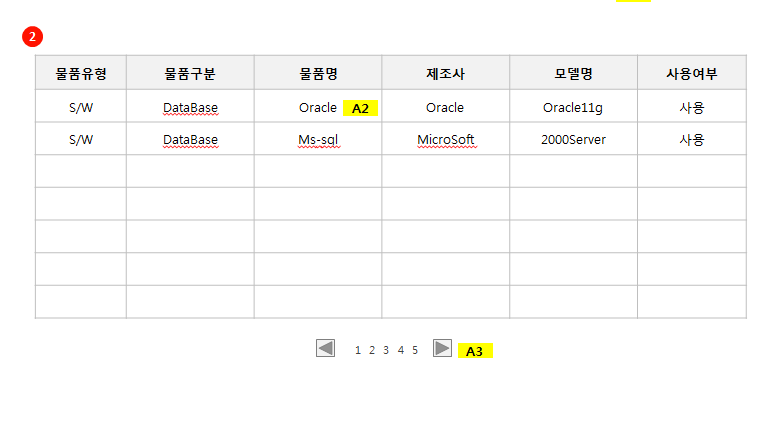 2
물품유형 물품구분 물품명 제조사 모델명 사용여부
S/W DataBase Oracle A2 Oracle Oracle11g 사용
S/W DataBase Ms-sql MicroSoft 2000Server 사용
1 2 3 4 5 A3